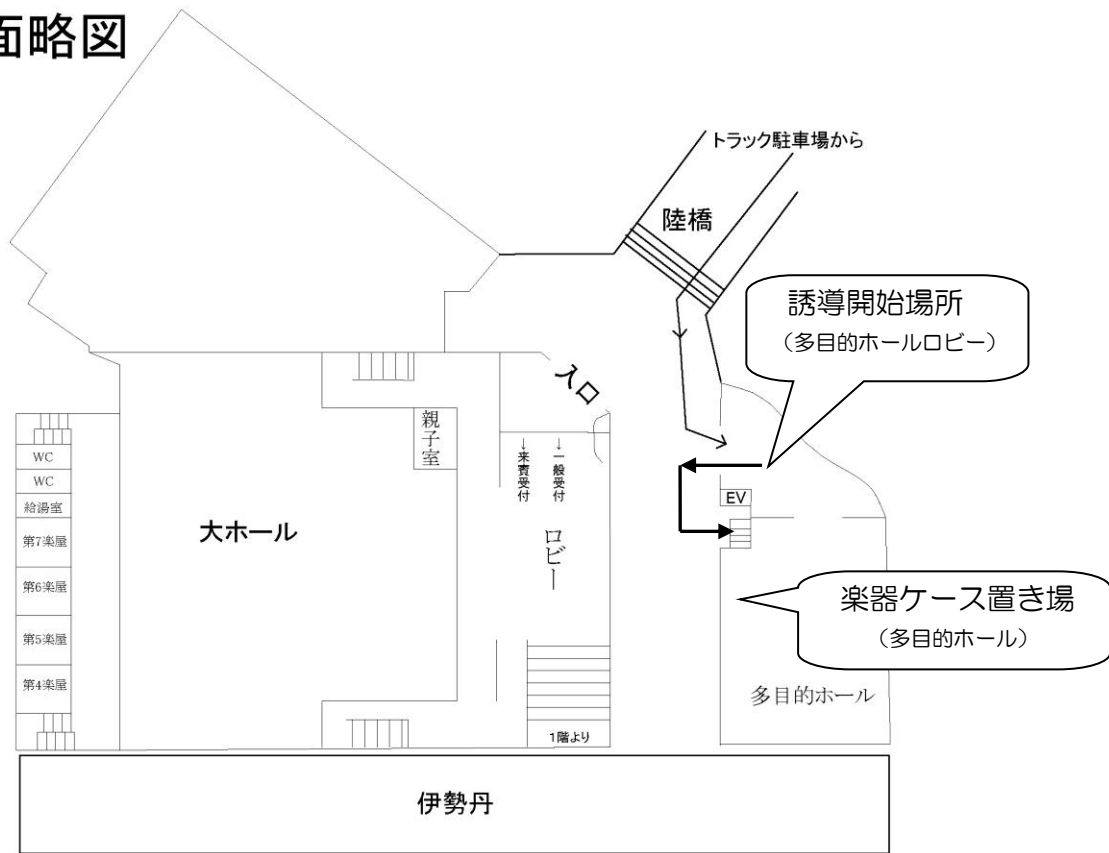 面略図
トラック駐車場から
陸橋
誘導開始場所
（多目的ホールロビー）
入口
親子室
↓来賓受付
↓一般受付
ロビー
EV
WC
WC
給湯室
第7楽屋
第6楽屋
第5楽屋
第4楽屋
大ホール
楽器ケース置き場
（多目的ホール）
多目的ホール
1階より
伊勢丹